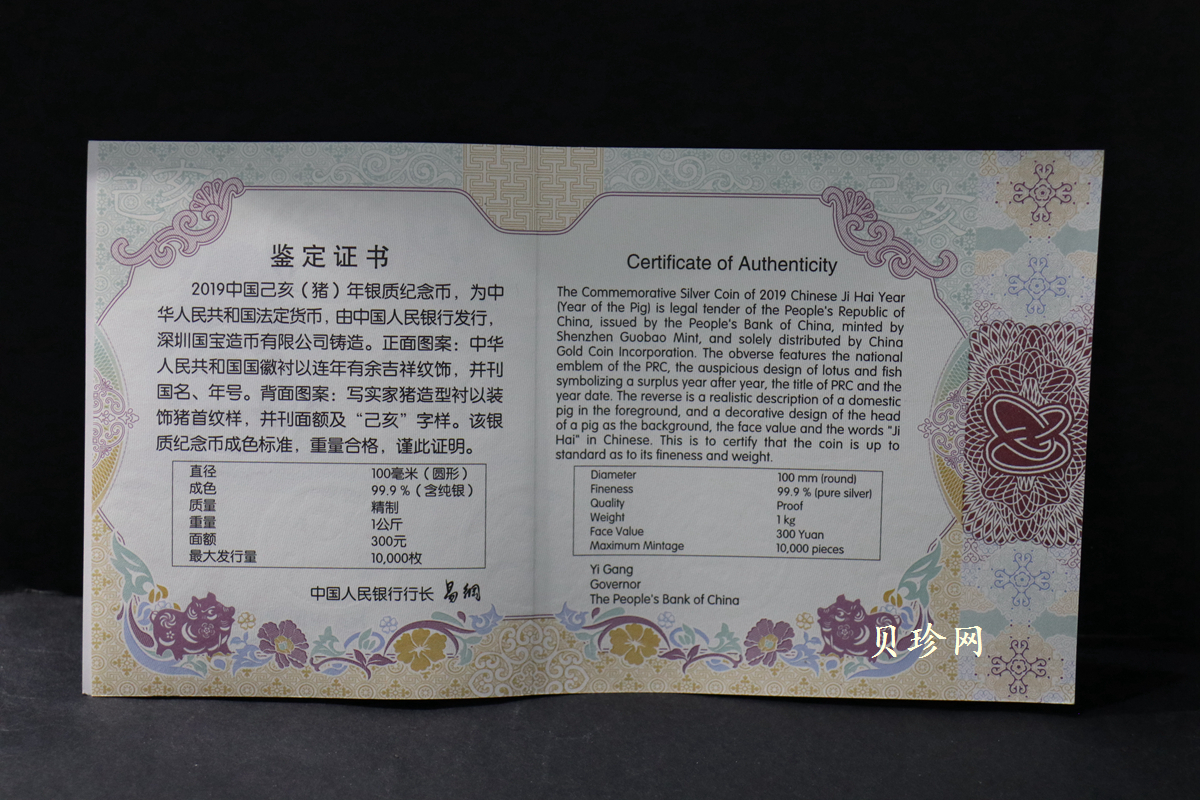 鉴定证书
2019中国己亥（猪）年银质纪念币，为中
华人民共和国法定货币，由中国人民银行发行，
深圳国宝造币有限公司铸造。正面图案：中华
人民共和国国徽衬以连年有余吉祥纹饰，并刊
国名、年号。背面图案：写实家猪造型衬以装
饰猪首纹样，并刊面额及“己亥”字样。该银
质纪念币成色标准，重量合格，谨此证明。
直径 100毫米（圆形）
成色 99.9％（含纯银）
质量 精制
重量 1公斤
面额 300元
最大发行量 10,000枚
中国人民银行行长 易纲
Certificate of Authenticity
The Commemorative Silver Coin of 2019 Chinese Ji Hai Year
(Year of the Pig) is legal tender of the People's Republic of
China, issued by the People's Bank of China, minted by
Shenzhen Guobao Mint, and solely distributed by China
Gold Coin Incorporation. The obverse features the national
emblem of the PRC, the auspicious design of lotus and fish
symbolizing a surplus year after year, the title of PRC and the
year date. The reverse is a realistic description of a domestic
pig in the foreground, and a decorative design of the head
of a pig as the background, the face value and the words "Ji
Hai" in Chinese. This is to certify that the coin is up to
standard as to its fineness and weight.
Diameter 100 mm (round)
Fineness 99.9 % (pure silver)
Quality Proof
Weight 1 kg
Face Value 300 Yuan
Maximum Mintage 10,000 pieces
Yi Gang
Governor
The People's Bank of China
己亥
己亥
贝珍网